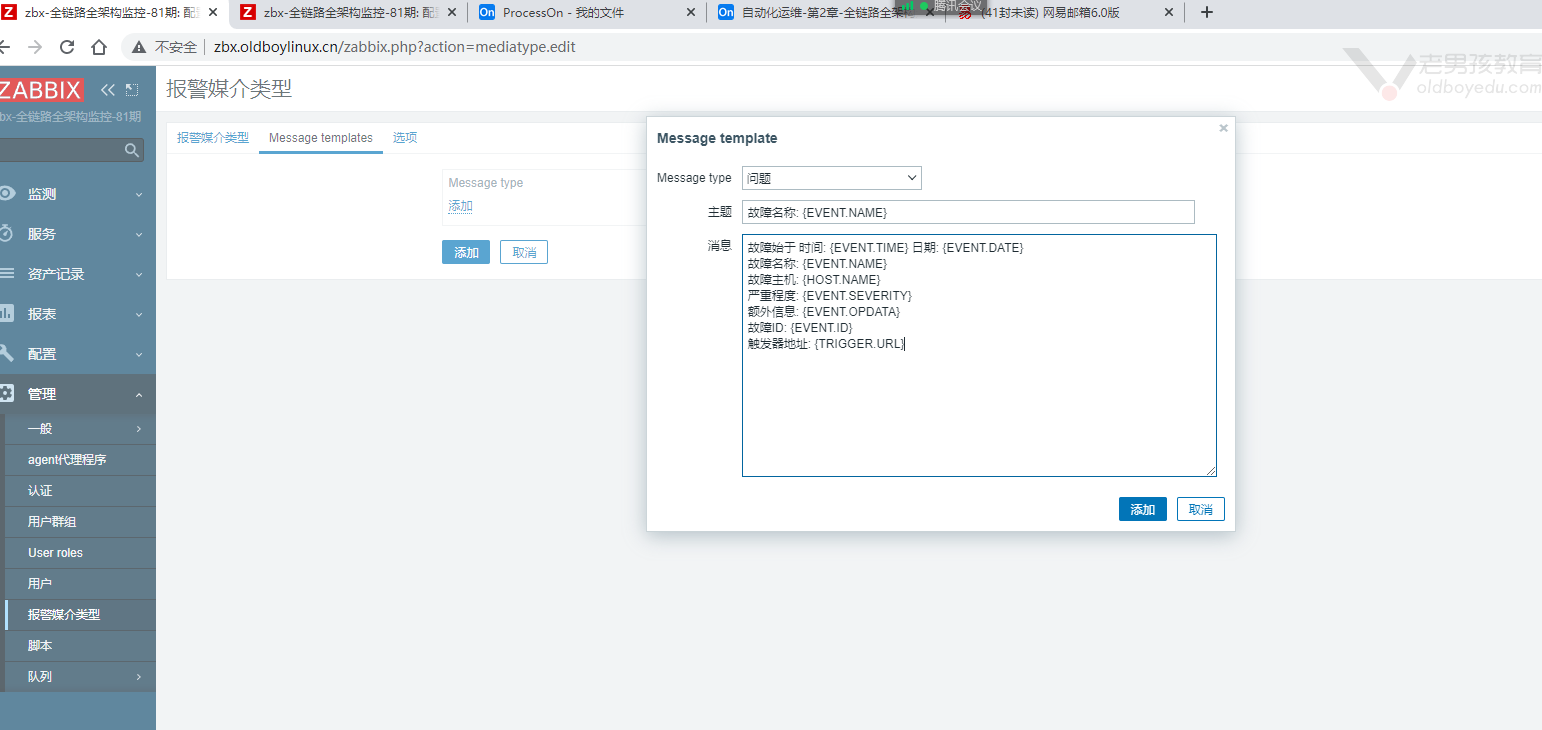 zbx-全链路全架构监控-81期: 配
zbx-全链路全架构监控-81期: 配
On ProcessOn - 我的文件
On 自动化运维-第2章-全链路全架
腾讯会议
(41封未读) 网易邮箱6.0版
不安全 zbx.oldboylinux.cn/zabbix.php?action=mediatype.edit
老男孩教育
oldboyedu.com
ZABBIX
zbx-全链路全架构监控-81期
监测
服务
资产记录
报表
配置
管理
一般
agent代理程序
认证
用户群组
User roles
用户
报警媒介类型
脚本
队列
报警媒介类型
报警媒介类型 Message templates 选项
Message type
添加
添加 取消
Message template
Message type 问题
主题 故障名称: {EVENT.NAME}
消息
故障始于 时间: {EVENT.TIME} 日期: {EVENT.DATE}
故障名称: {EVENT.NAME}
故障主机: {HOST.NAME}
严重程度: {EVENT.SEVERITY}
额外信息: {EVENT.OPDATA}
故障ID: {EVENT.ID}
触发器地址: {TRIGGER.URL}
添加 取消